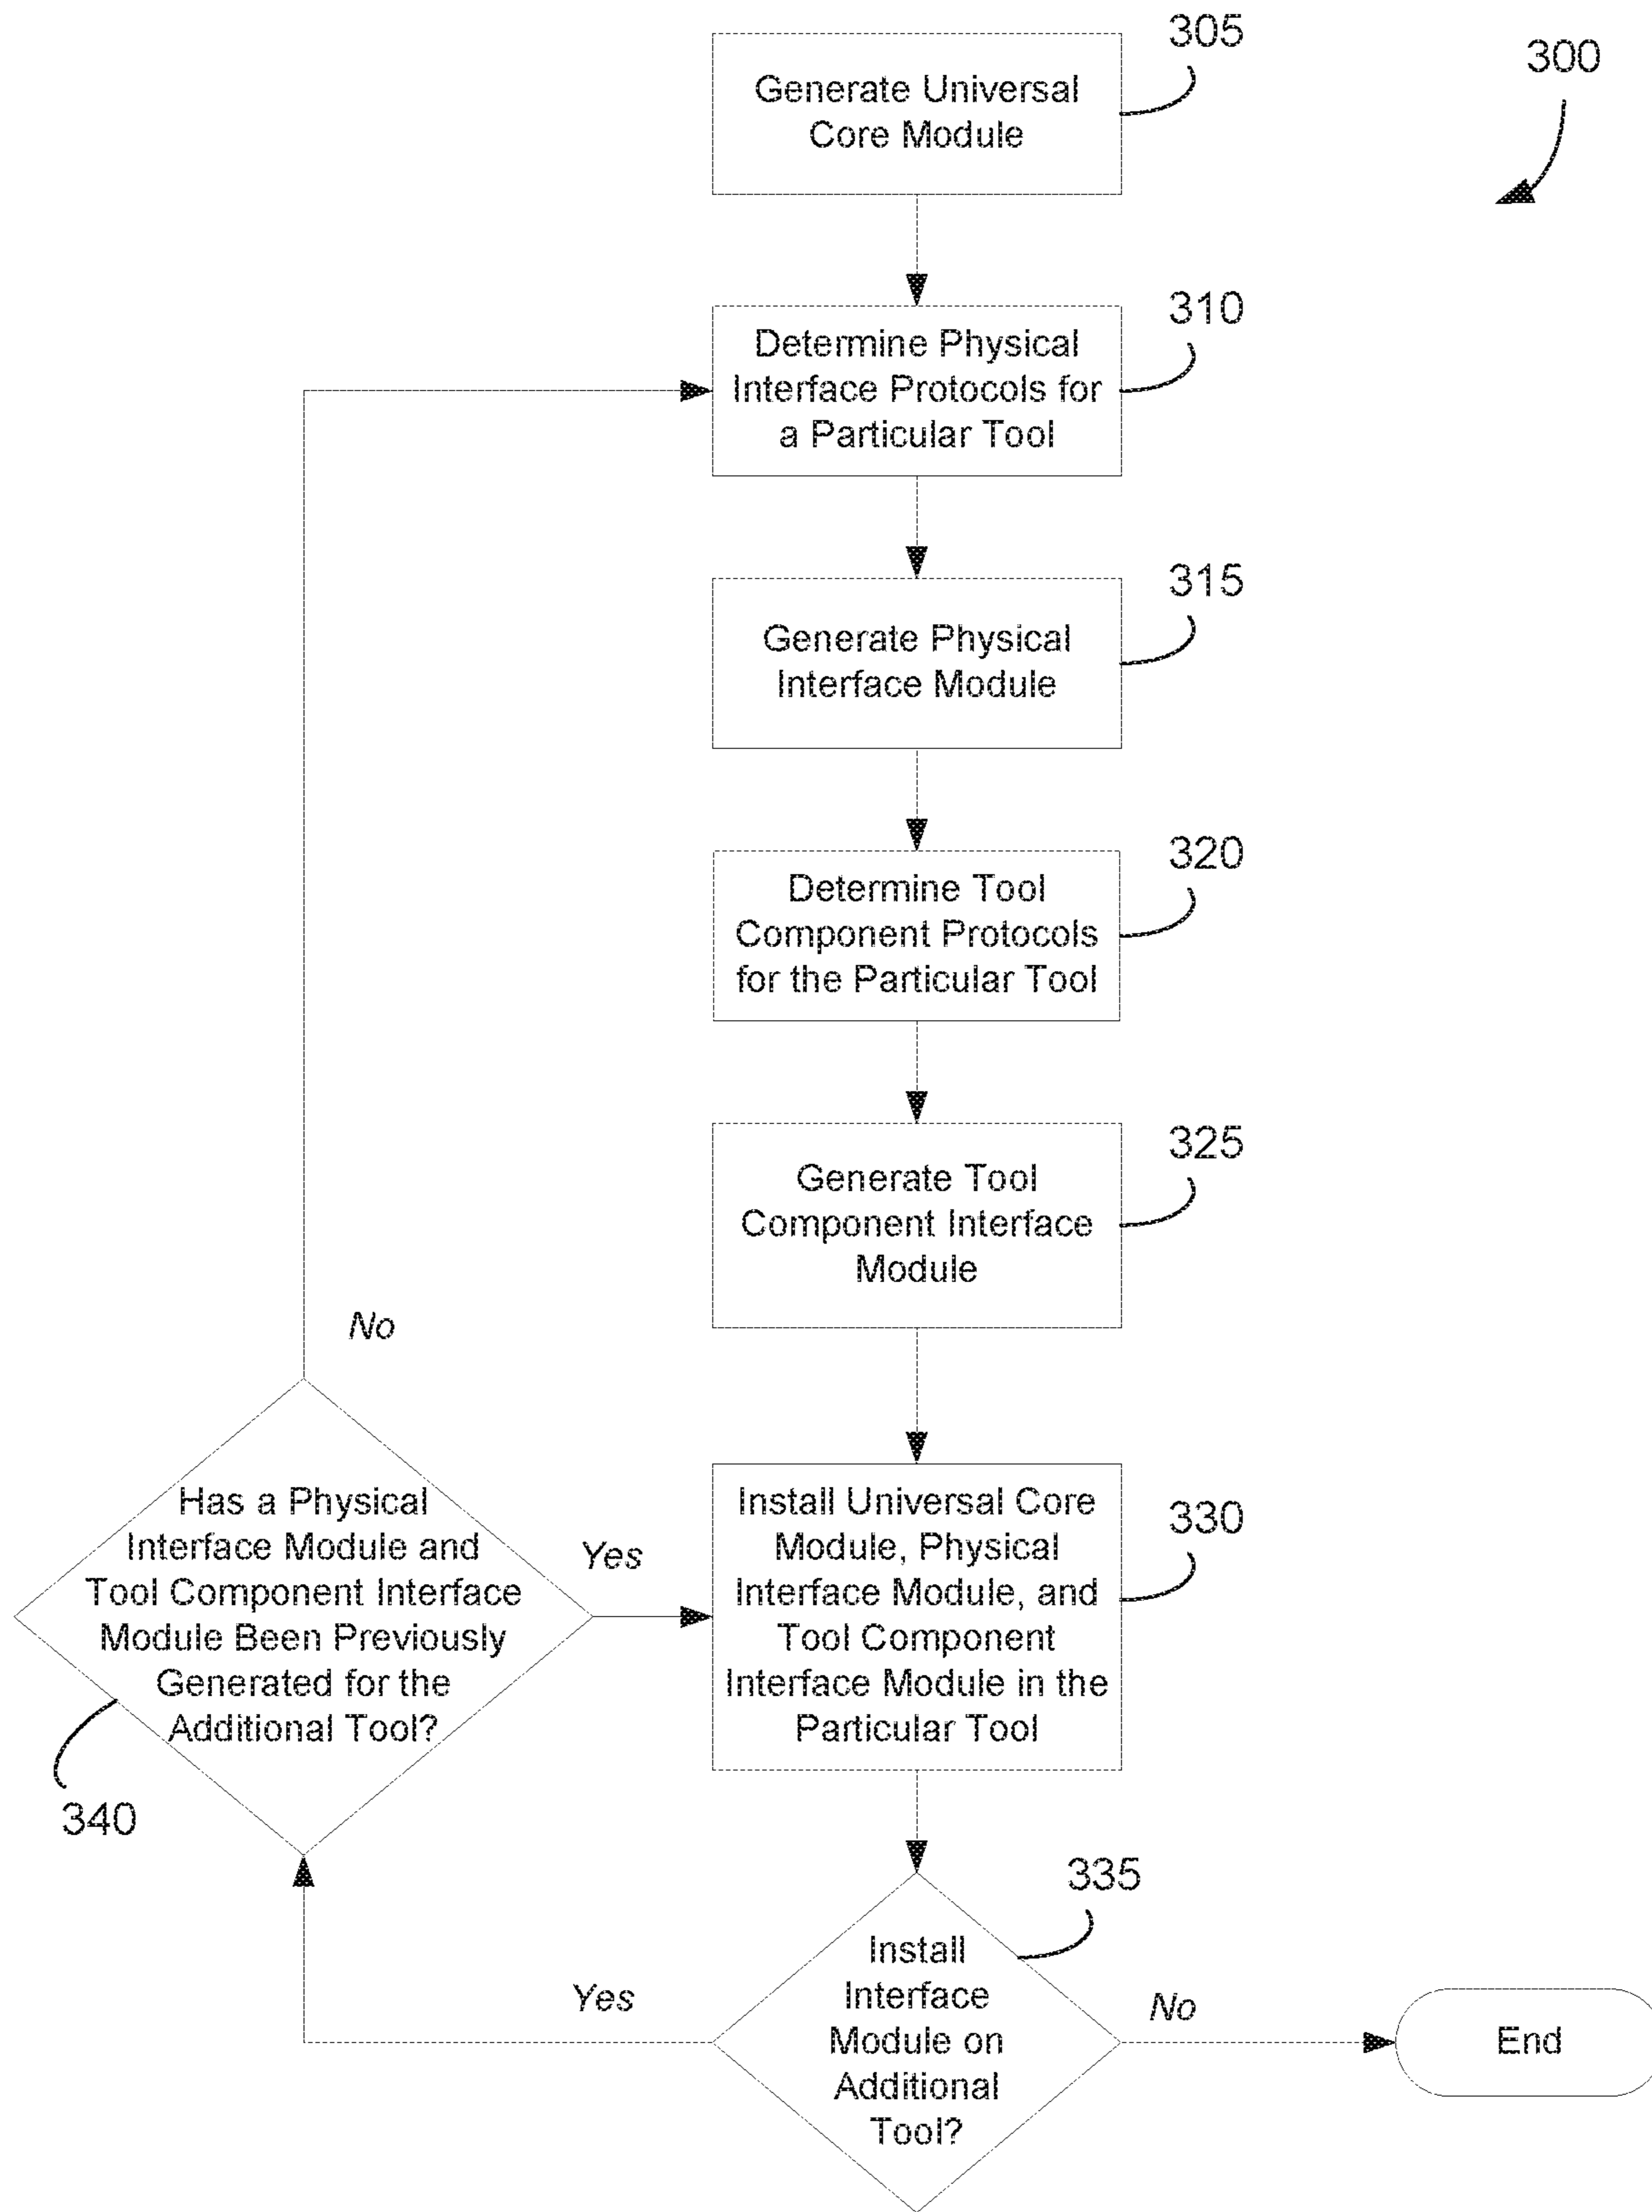 305
300
Generate Universal
Core Module
310
Determine Physical
Interface Protocols for
a Particular Tool
315
Generate Physical
Interface Module
320
Determine Tool
Component Protocols
for the Particular Tool
325
Generate Tool
Component Interface
Module
No
Has a Physical
Interface Module and
Tool Component Interface
Module Been Previously
Generated for the
Additional Tool?
340
Yes
Install Universal Core
Module, Physical
Interface Module, and
Tool Component
Interface Module in the
Particular Tool
330
335
Install
Interface
Module on
Additional
Tool?
Yes
No
End